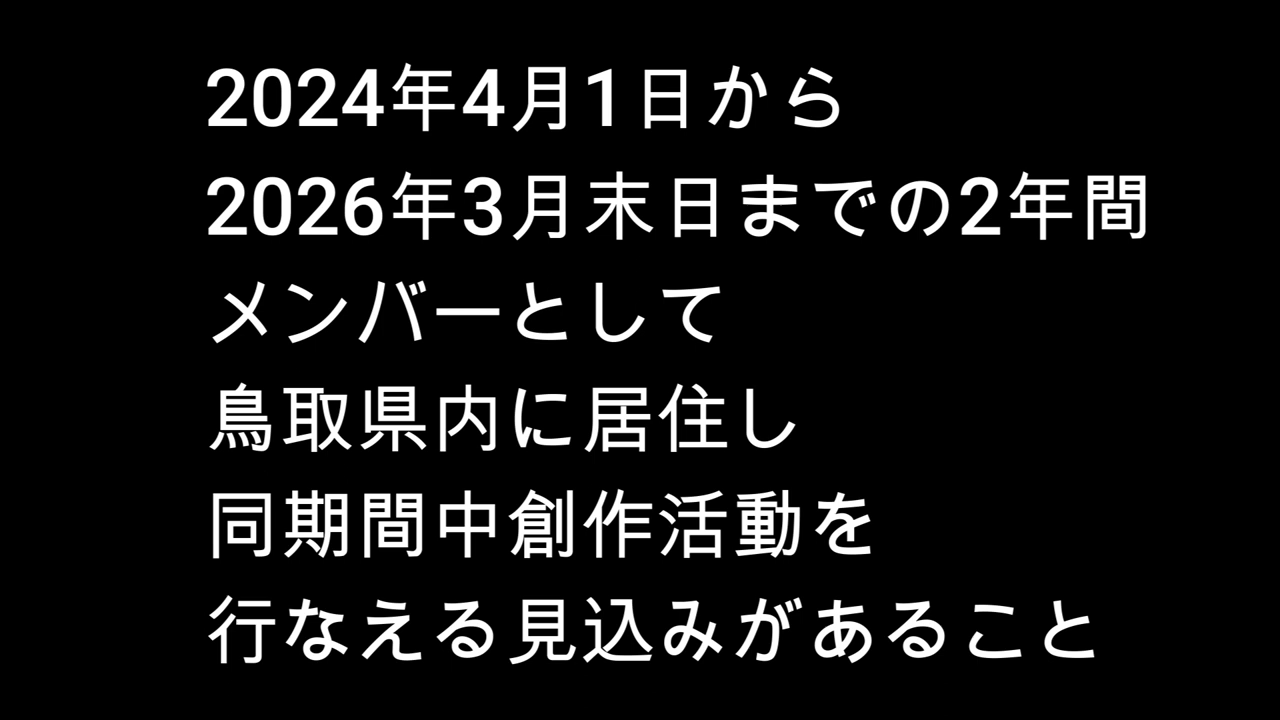 2024年4月1日から
2026年3月末日までの2年間
メンバーとして
鳥取県内に居住し
同期間中創作活動を
行なえる見込みがあること